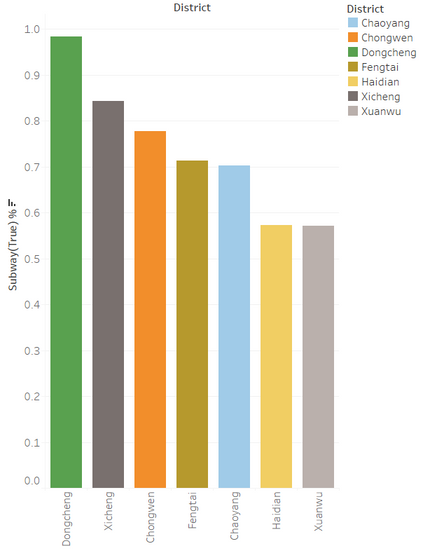 District
District
Chaoyang
Chongwen
Dongcheng
Fengtai
Haidian
Xicheng
Xuanwu
Subway(True) %
1.0
0.9
0.8
0.7
0.6
0.5
0.4
0.3
0.2
0.1
0.0
Dongcheng
Xicheng
Chongwen
Fengtai
Chaoyang
Haidian
Xuanwu